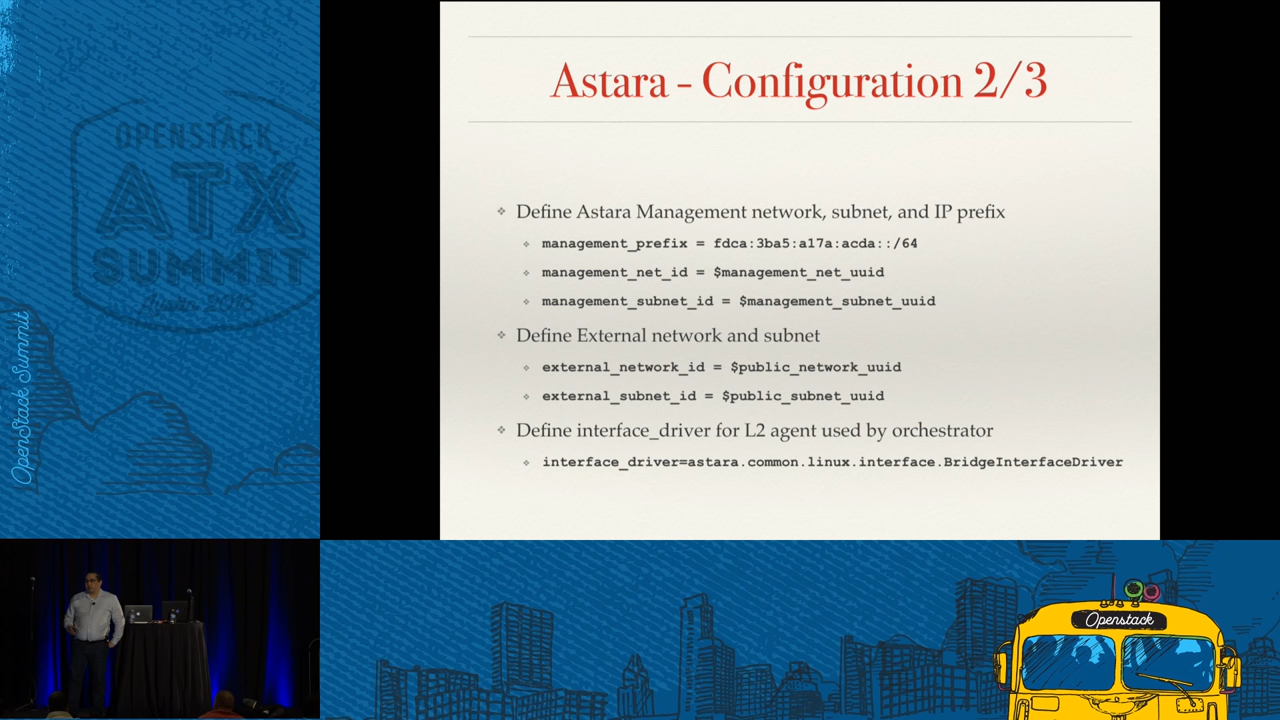 OPENSTACK
ATX
SUMMIT
Austin 2016
OpenStack Summit
Astara - Configuration 2/3
Define Astara Management network, subnet, and IP prefix
management_prefix = fdca:3ba5:a17a:acda::/64
management_net_id = $management_net_uuid
management_subnet_id = $management_subnet_uuid
Define External network and subnet
external_network_id = $public_network_uuid
external_subnet_id = $public_subnet_uuid
Define interface_driver for L2 agent used by orchestrator
interface_driver=astara.common.linux.interface.BridgeInterfaceDriver
Openstack